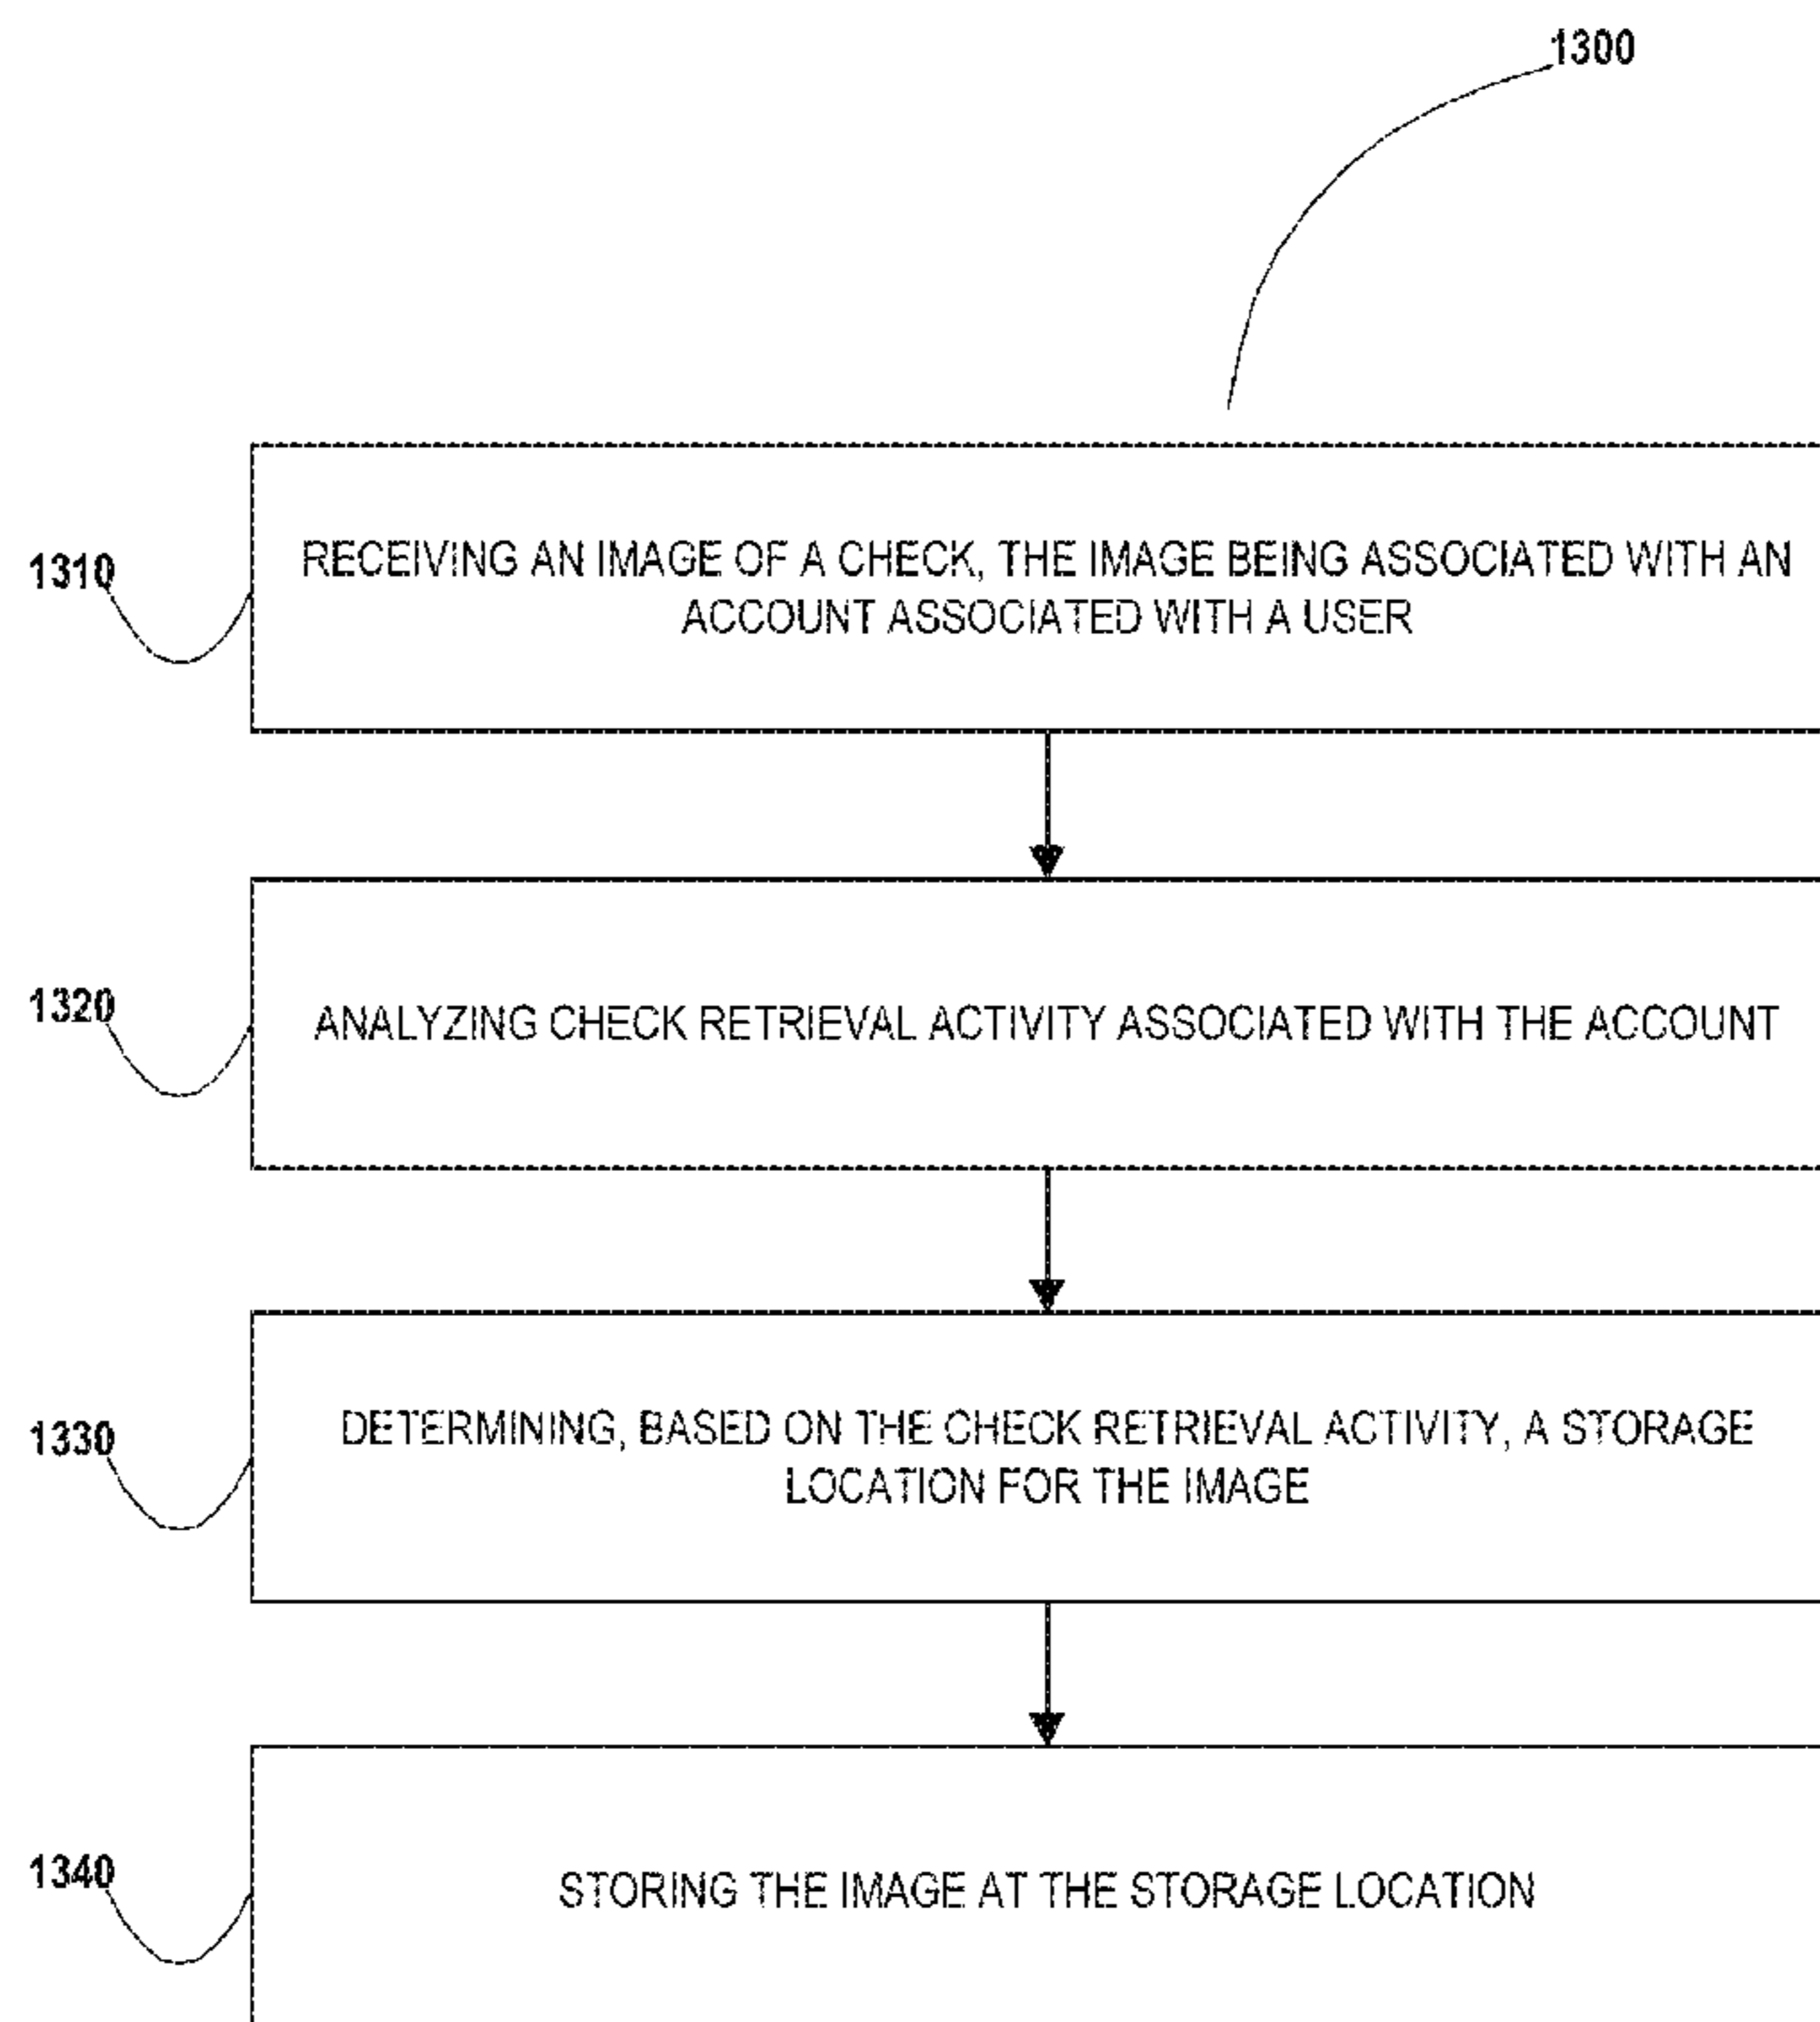 1300
1310
RECEIVING AN IMAGE OF A CHECK, THE IMAGE BEING ASSOCIATED WITH AN
ACCOUNT ASSOCIATED WITH A USER
1320
ANALYZING CHECK RETRIEVAL ACTIVITY ASSOCIATED WITH THE ACCOUNT
1330
DETERMINING, BASED ON THE CHECK RETRIEVAL ACTIVITY, A STORAGE
LOCATION FOR THE IMAGE
1340
STORING THE IMAGE AT THE STORAGE LOCATION